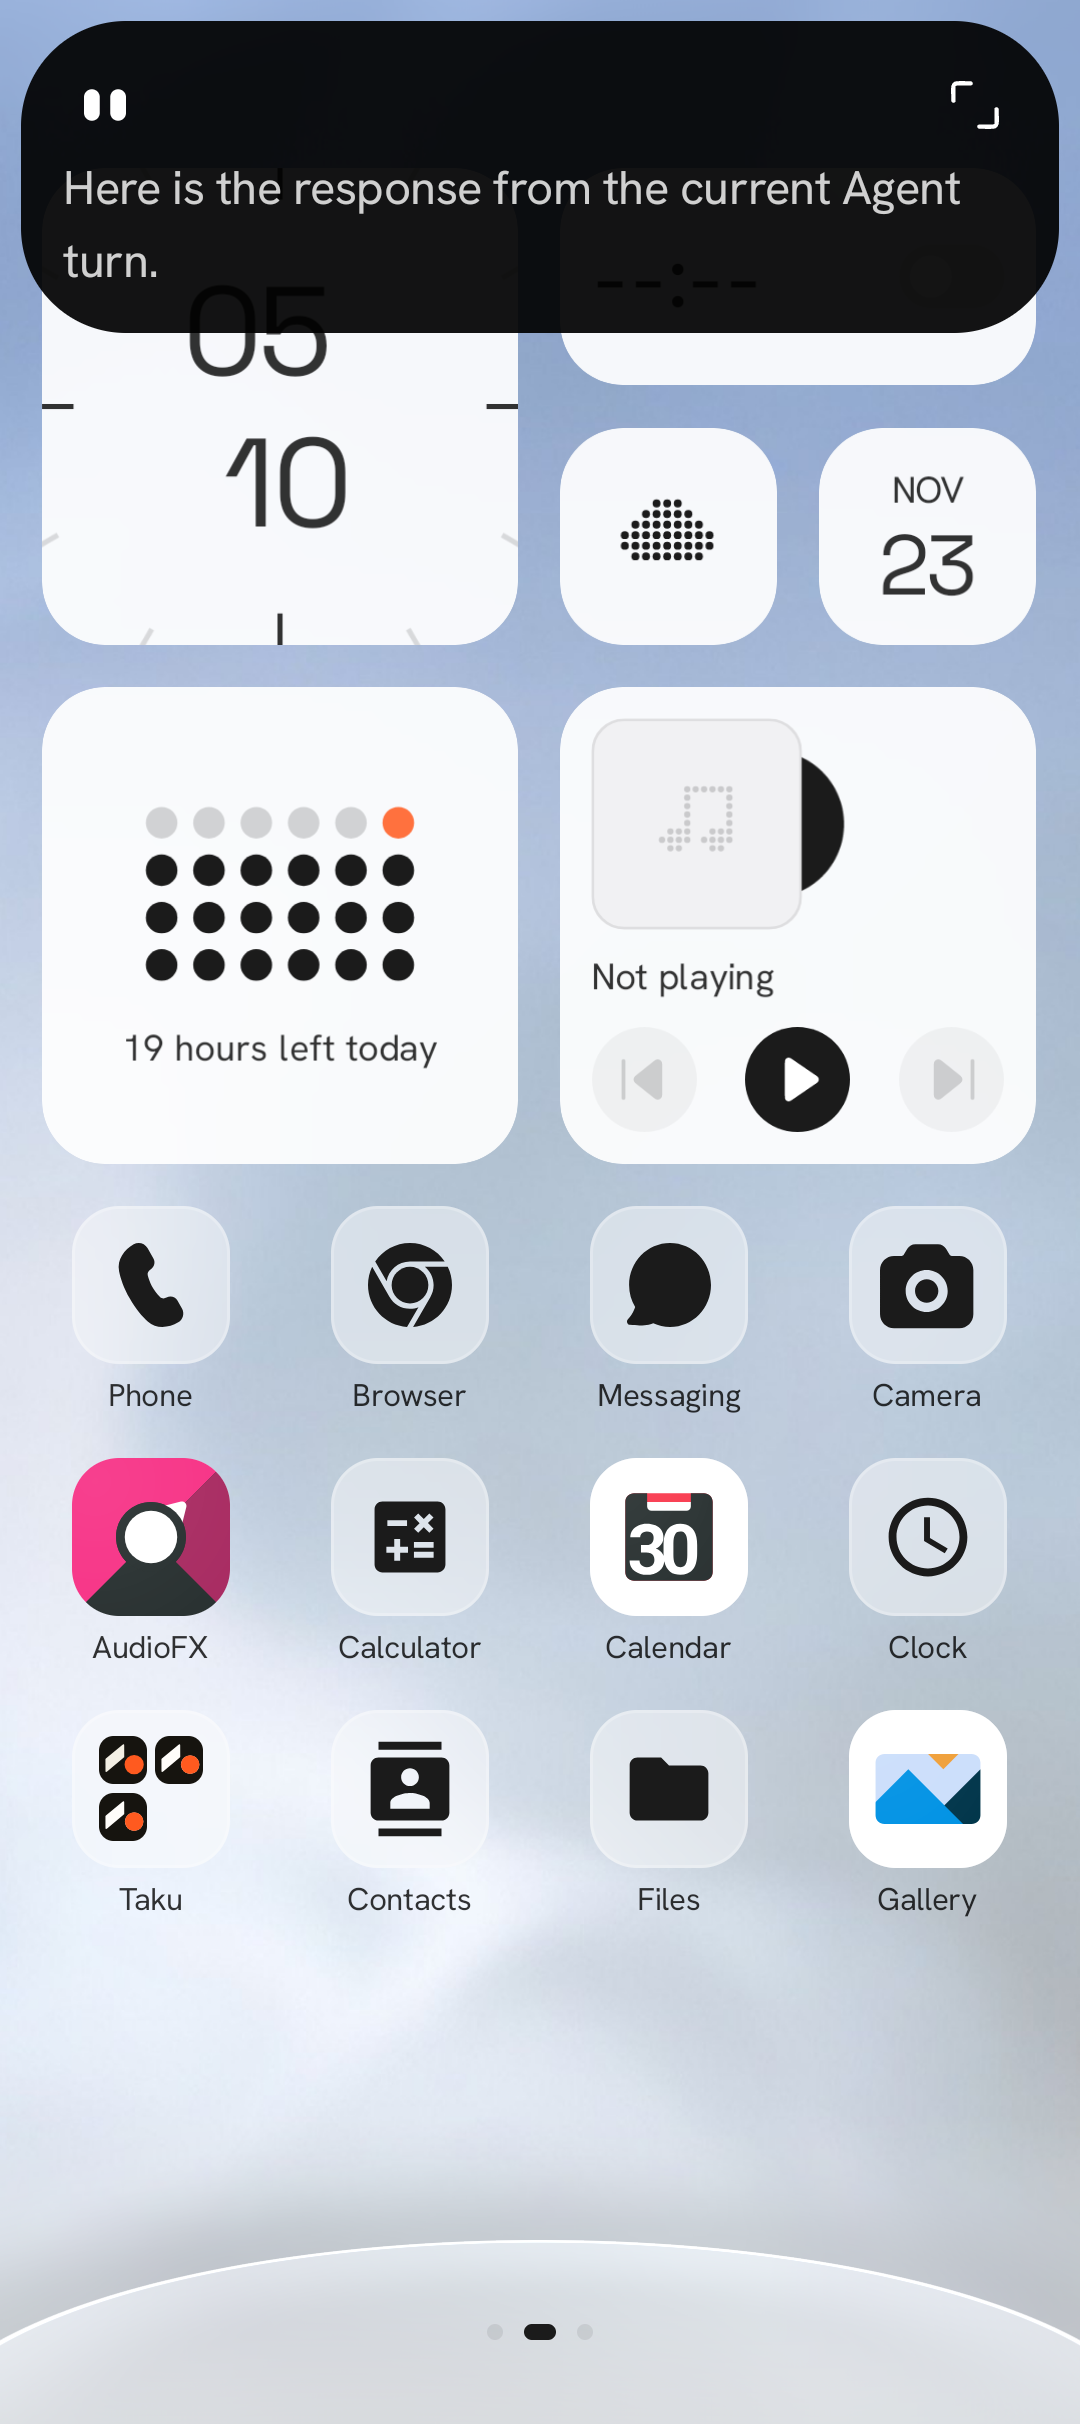 Here is the response from the current Agent
turn.
05
10
--:--
NOV
23
19 hours left today
Not playing
Phone
Browser
Messaging
Camera
30
AudioFX
Calculator
Calendar
Clock
Taku
Contacts
Files
Gallery